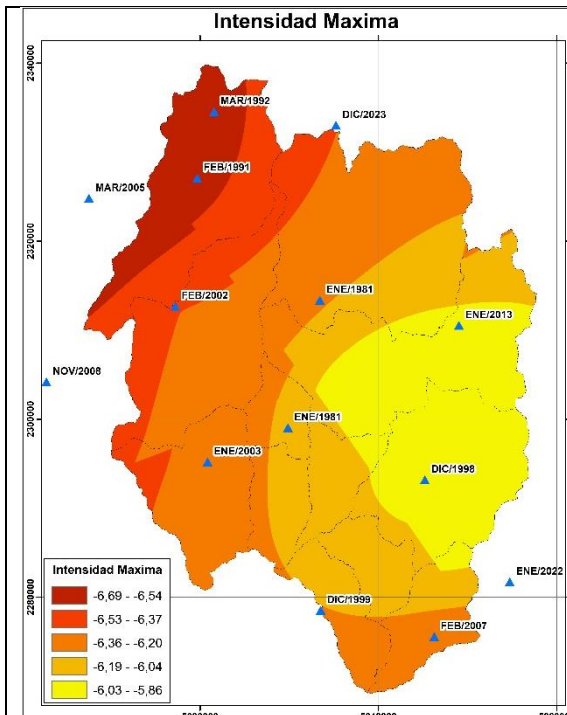 Intensidad Maxima
2340000
MAR/1992
DIC/2023
FEB/1991
MAR/2005
2320000
FEB/2002
ENE/1981
ENE/2013
NOV/2008
2300000
ENE/1981
ENE/2003
DIC/1998
Intensidad Maxima
-6,69 - -6,54
-6,53 - -6,37
-6,36 - -6,20
-6,19 - -6,04
-6,03 - -5,86
ENE/2022
2280000
DIC/1999
FEB/2007